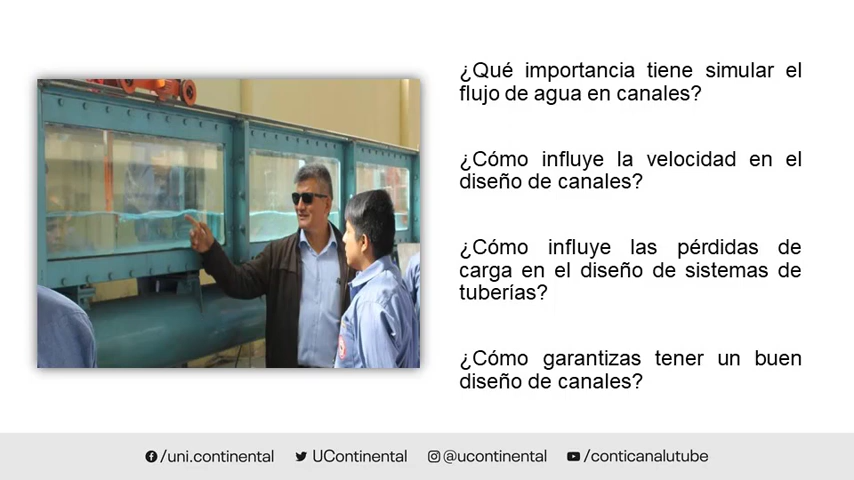 ¿Qué importancia tiene simular el
flujo de agua en canales?
¿Cómo influye la velocidad en el
diseño de canales?
¿Cómo influye las pérdidas de
carga en el diseño de sistemas de
tuberías?
¿Cómo garantizas tener un buen
diseño de canales?
/uni.continental UContinental @ucontinental /conticanalutube